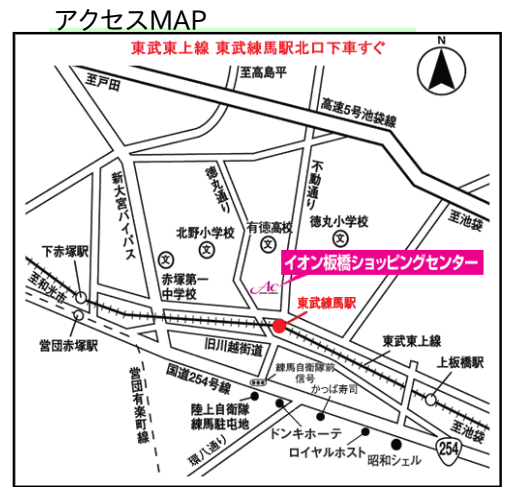 アクセスMAP
東武東上線 東武練馬駅北口下車すぐ
N
至高島平
至戸田
高速5号池袋線
新大宮バイパス
徳丸通り
不動通り
北野小学校
文
有徳高校
文
徳丸小学校
文
至池袋
下赤塚駅
文
赤塚第一
中学校
イオン板橋ショッピングセンター
Ac
至和光市
東武練馬駅
営団赤塚駅
旧川越街道
東武東上線
上板橋駅
国道254号線
練馬自衛隊前
信号
かっぱ寿司
営団有楽町線
陸上自衛隊
練馬駐屯地
ドンキホーテ
ロイヤルホスト
昭和シェル
環八通り
254
至池袋